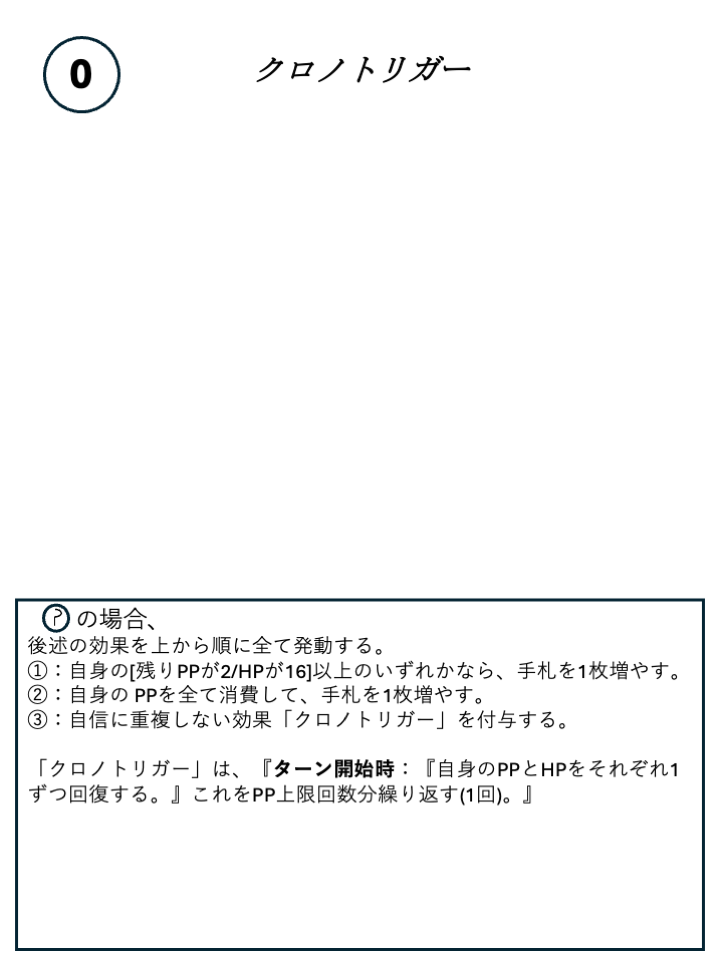 0
クロノトリガー
? の場合、
後述の効果を上から順に全て発動する。
①：自身の[残りPPが2/HPが16]以上のいずれかなら、手札を1枚増やす。
②：自身の PPを全て消費して、手札を1枚増やす。
③：自信に重複しない効果「クロノトリガー」を付与する。
「クロノトリガー」は、『ターン開始時：『自身のPPとHPをそれぞれ1
ずつ回復する。』これをPP上限回数分繰り返す(1回)。』